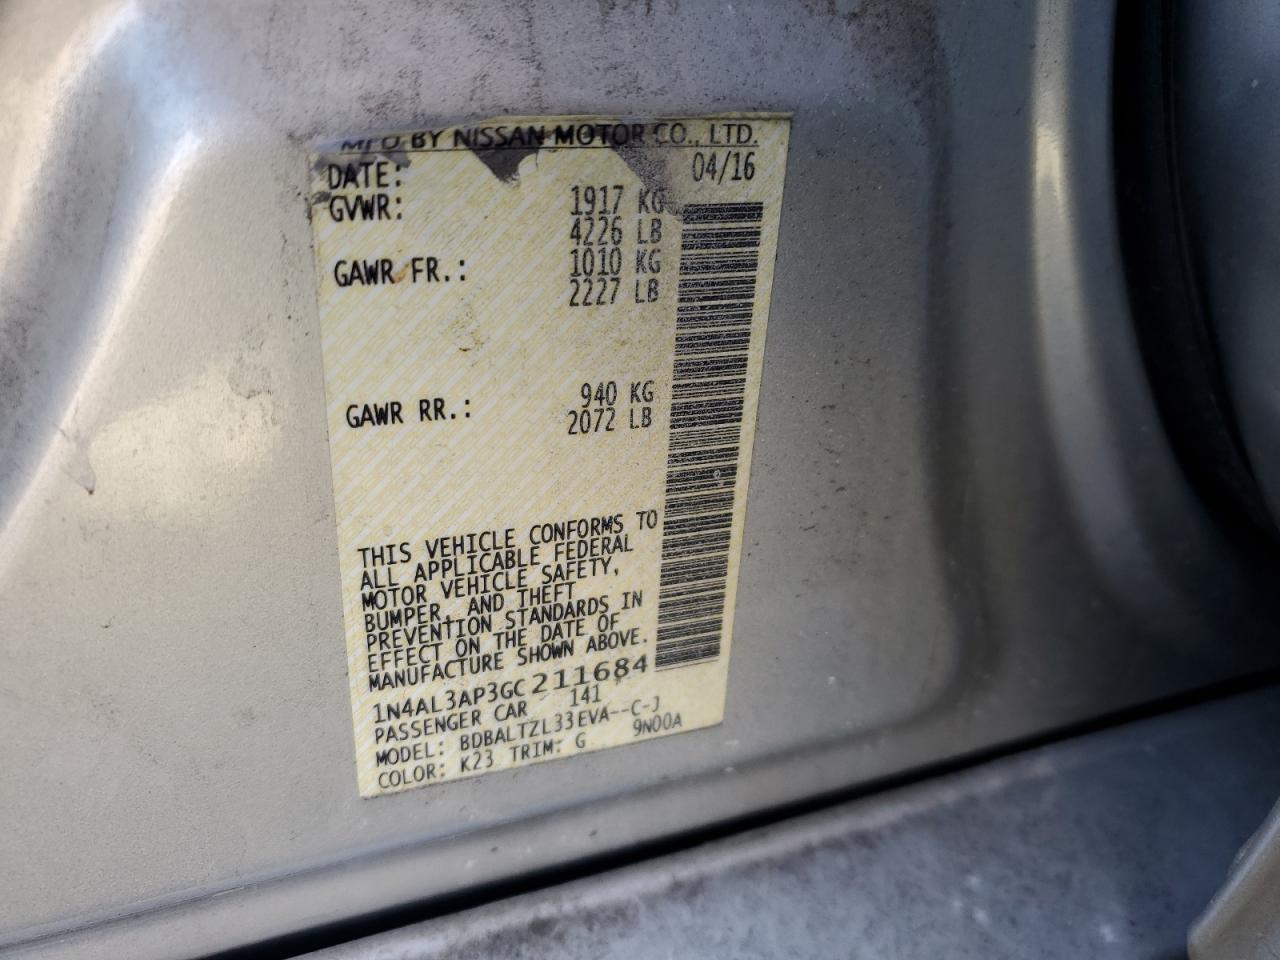 MFD BY NISSAN MOTOR CO., LTD.
DATE: 04/16
GVWR: 1917 KG
4226 LB
GAWR FR.: 1010 KG
2227 LB
GAWR RR.: 940 KG
2072 LB
THIS VEHICLE CONFORMS TO
ALL APPLICABLE FEDERAL
MOTOR VEHICLE SAFETY,
BUMPER, AND THEFT
PREVENTION STANDARDS IN
EFFECT ON THE DATE OF
MANUFACTURE SHOWN ABOVE.
1N4AL3AP3GC211684
PASSENGER CAR 141
MODEL: BDBALTZL33EVA--C-J
COLOR: K23 TRIM: G 9N00A